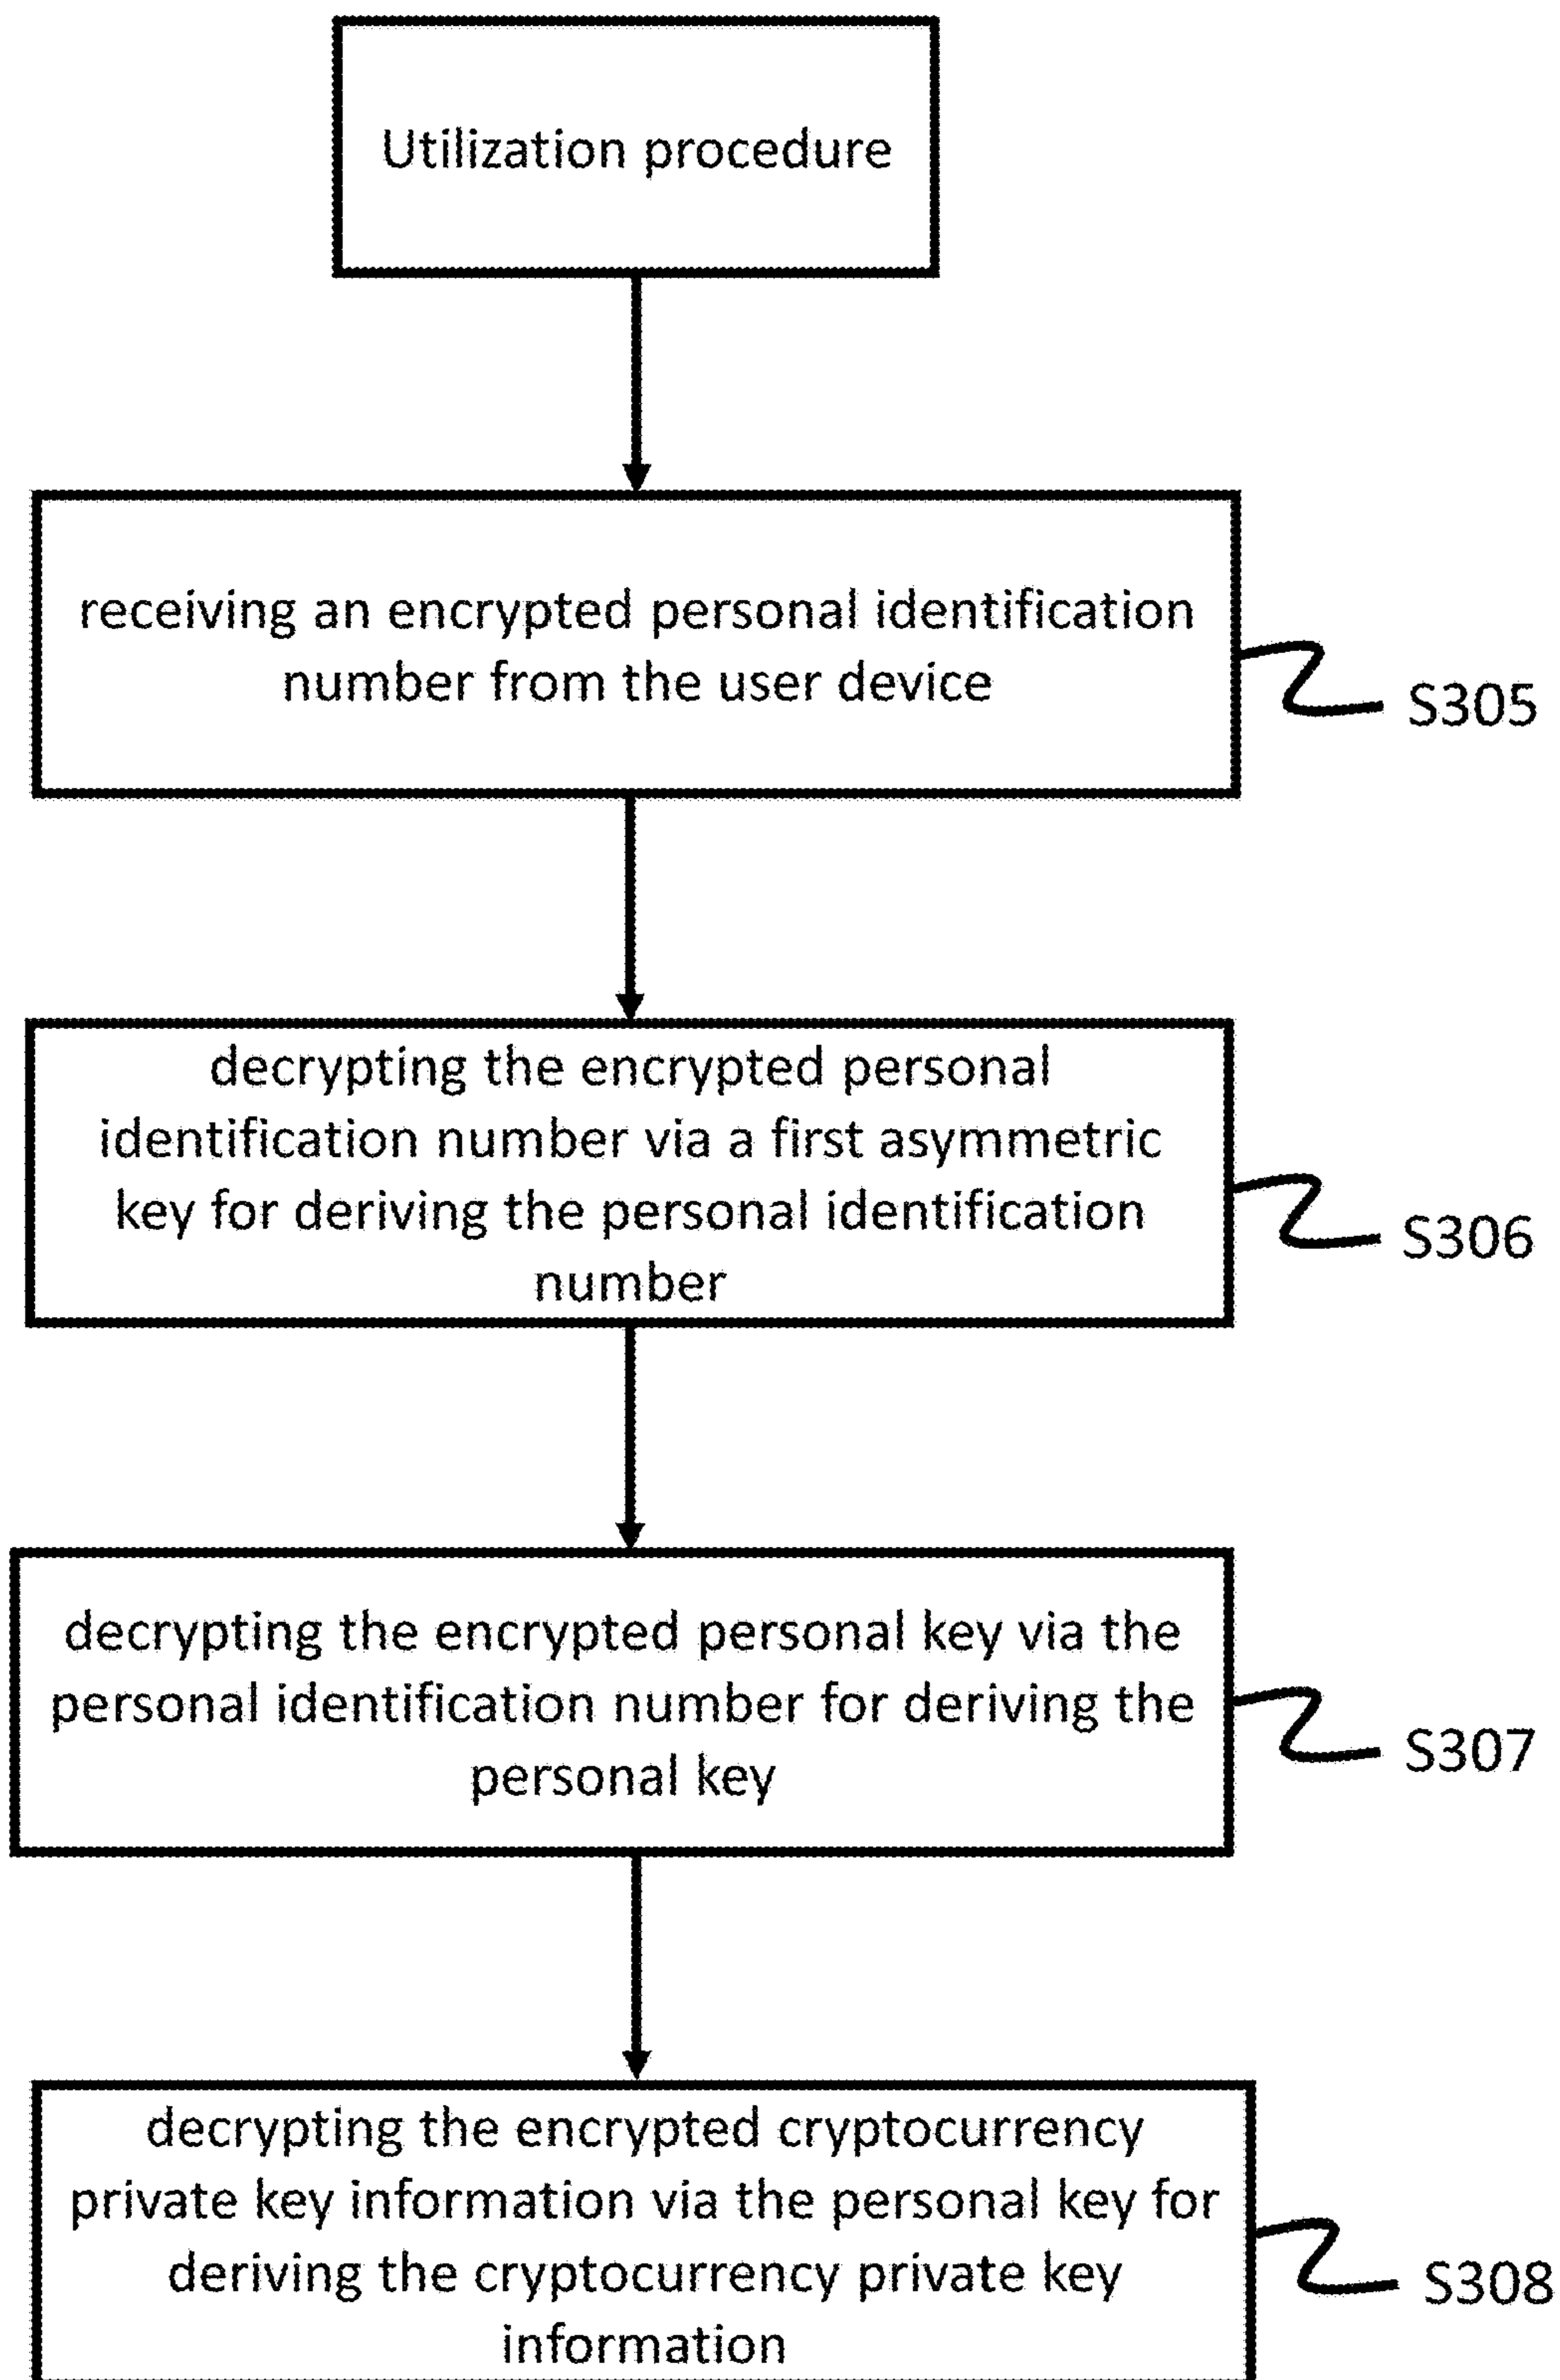 Utilization procedure
receiving an encrypted personal identification
number from the user device
S305
decrypting the encrypted personal
identification number via a first asymmetric
key for deriving the personal identification
number
S306
decrypting the encrypted personal key via the
personal identification number for deriving the
personal key
S307
decrypting the encrypted cryptocurrency
private key information via the personal key for
deriving the cryptocurrency private key
information
S308